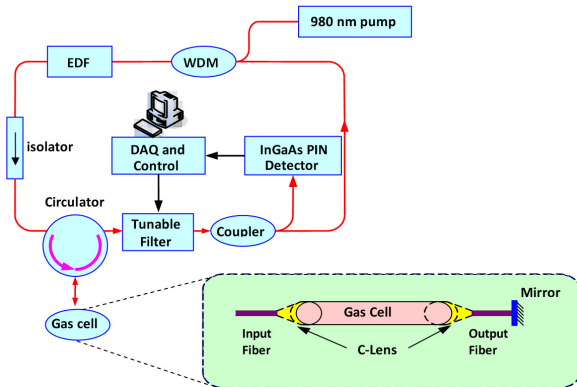 980 nm pump
EDF
WDM
isolator
DAQ and
Control
InGaAs PIN
Detector
Circulator
Tunable
Filter
Coupler
Gas cell
Mirror
Gas Cell
Input
Fiber
C-Lens
Output
Fiber